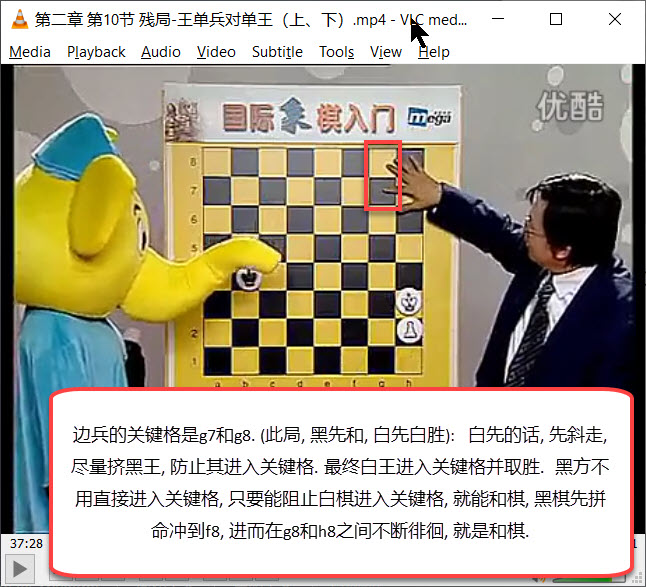 第二章 第10节 残局-王单兵对单王（上、下）.mp4 - VLC med...
Media Playback Audio Video Subtitle Tools View Help
优酷
国际象棋入门 mega
8
7
6
5
2
1
a b c d e f g h
边兵的关键格是g7和g8. (此局, 黑先和, 白先白胜): 白先的话, 先斜走,
尽量挤黑王, 防止其进入关键格. 最终白王进入关键格并取胜. 黑方不
用直接进入关键格, 只要能阻止白棋进入关键格, 就能和棋, 黑棋先拼
命冲到f8, 进而在g8和h8之间不断徘徊, 就是和棋.
37:28